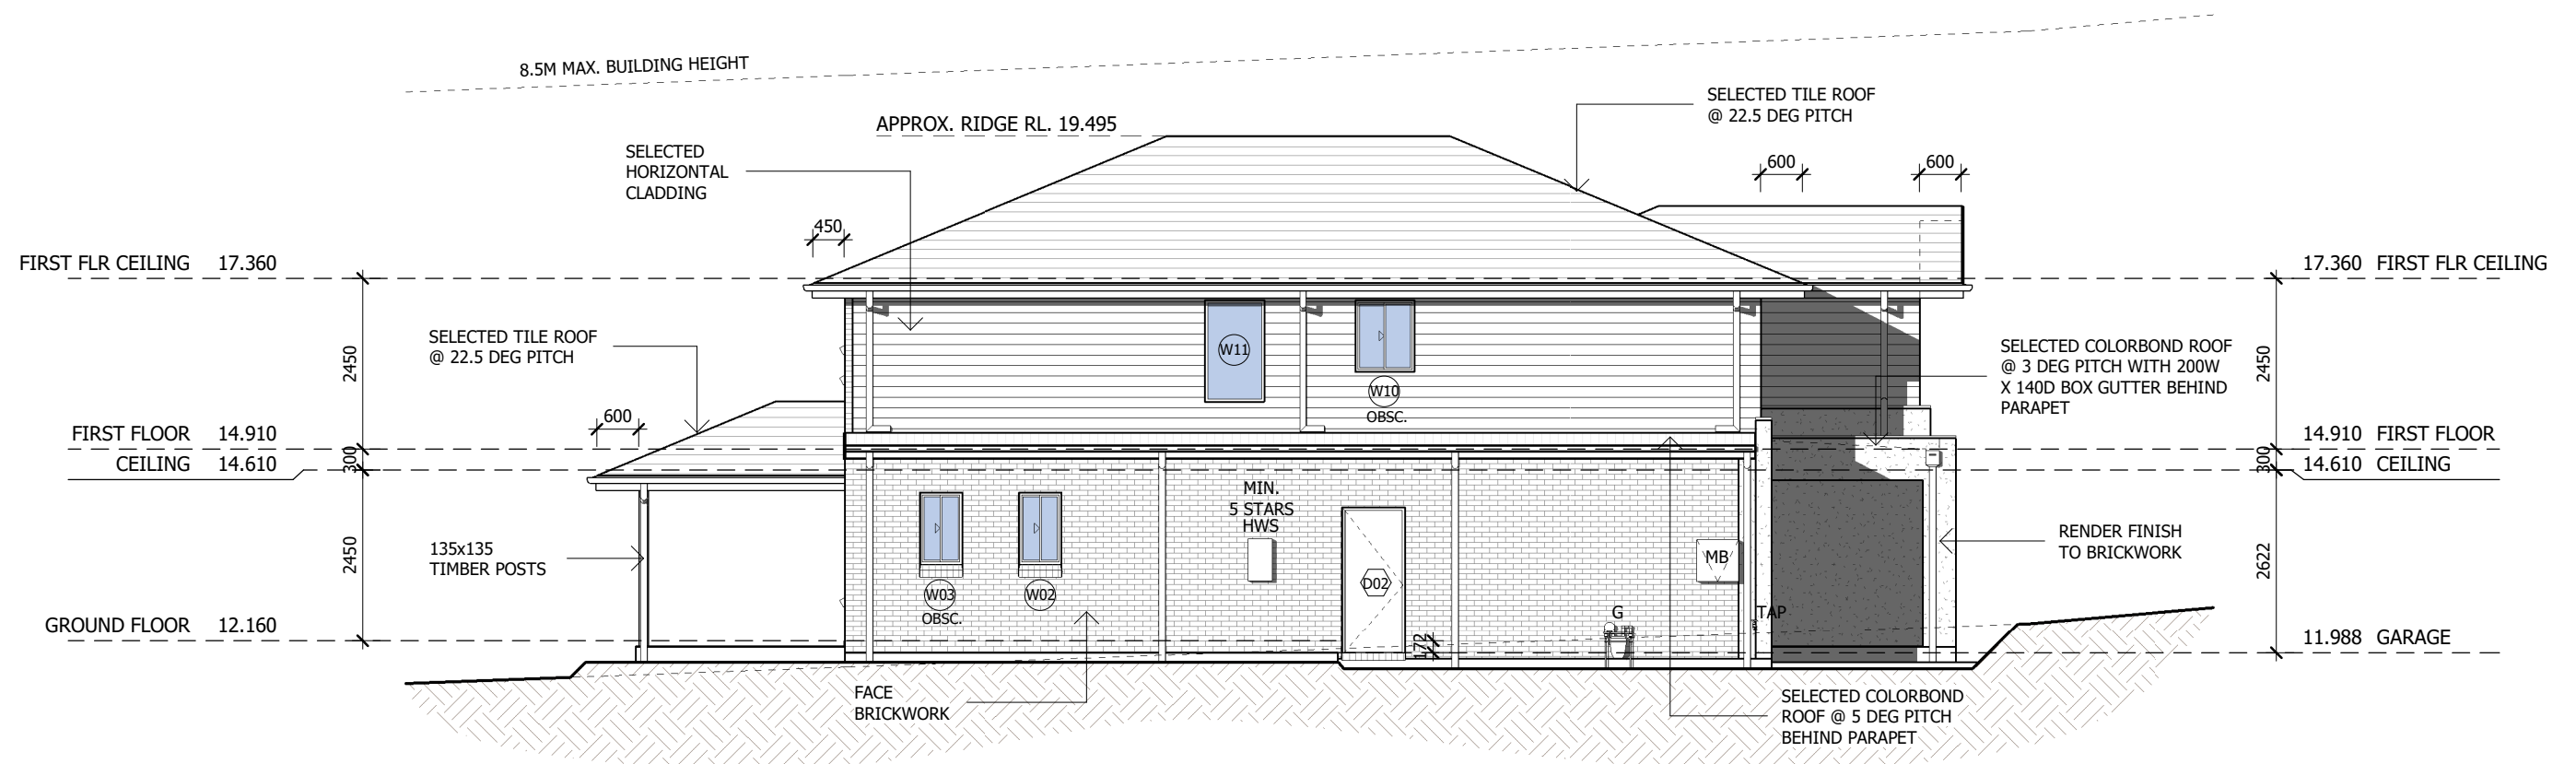 8.5M MAX. BUILDING HEIGHT
SELECTED TILE ROOF
@ 22.5 DEG PITCH
APPROX. RIDGE RL. 19.495
SELECTED
HORIZONTAL
CLADDING
600
600
450
FIRST FLR CEILING 17.360
17.360 FIRST FLR CEILING
SELECTED TILE ROOF
@ 22.5 DEG PITCH
2450
W11
W10
OBSC.
SELECTED COLORBOND ROOF
@ 3 DEG PITCH WITH 200W
X 140D BOX GUTTER BEHIND
PARAPET
2450
600
FIRST FLOOR 14.910
14.910 FIRST FLOOR
300
300
CEILING 14.610
14.610 CEILING
MIN.
5 STARS
HWS
135x135
TIMBER POSTS
2450
W03
OBSC.
W02
D02
MB
RENDER FINISH
TO BRICKWORK
2622
G
TAP
GROUND FLOOR 12.160
172
11.988 GARAGE
FACE
BRICKWORK
SELECTED COLORBOND
ROOF @ 5 DEG PITCH
BEHIND PARAPET